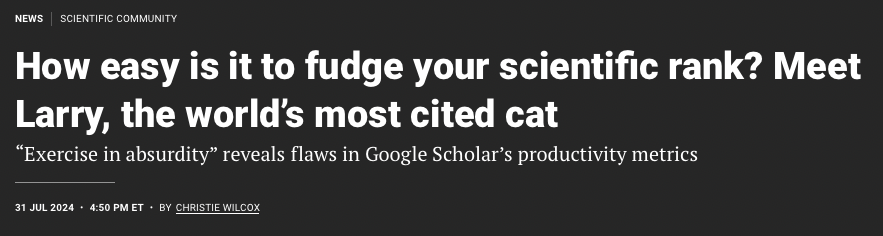 NEWS | SCIENTIFIC COMMUNITY
How easy is it to fudge your scientific rank? Meet
Larry, the world’s most cited cat
“Exercise in absurdity” reveals flaws in Google Scholar’s productivity metrics
31 JUL 2024 • 4:50 PM ET • BY CHRISTIE WILCOX